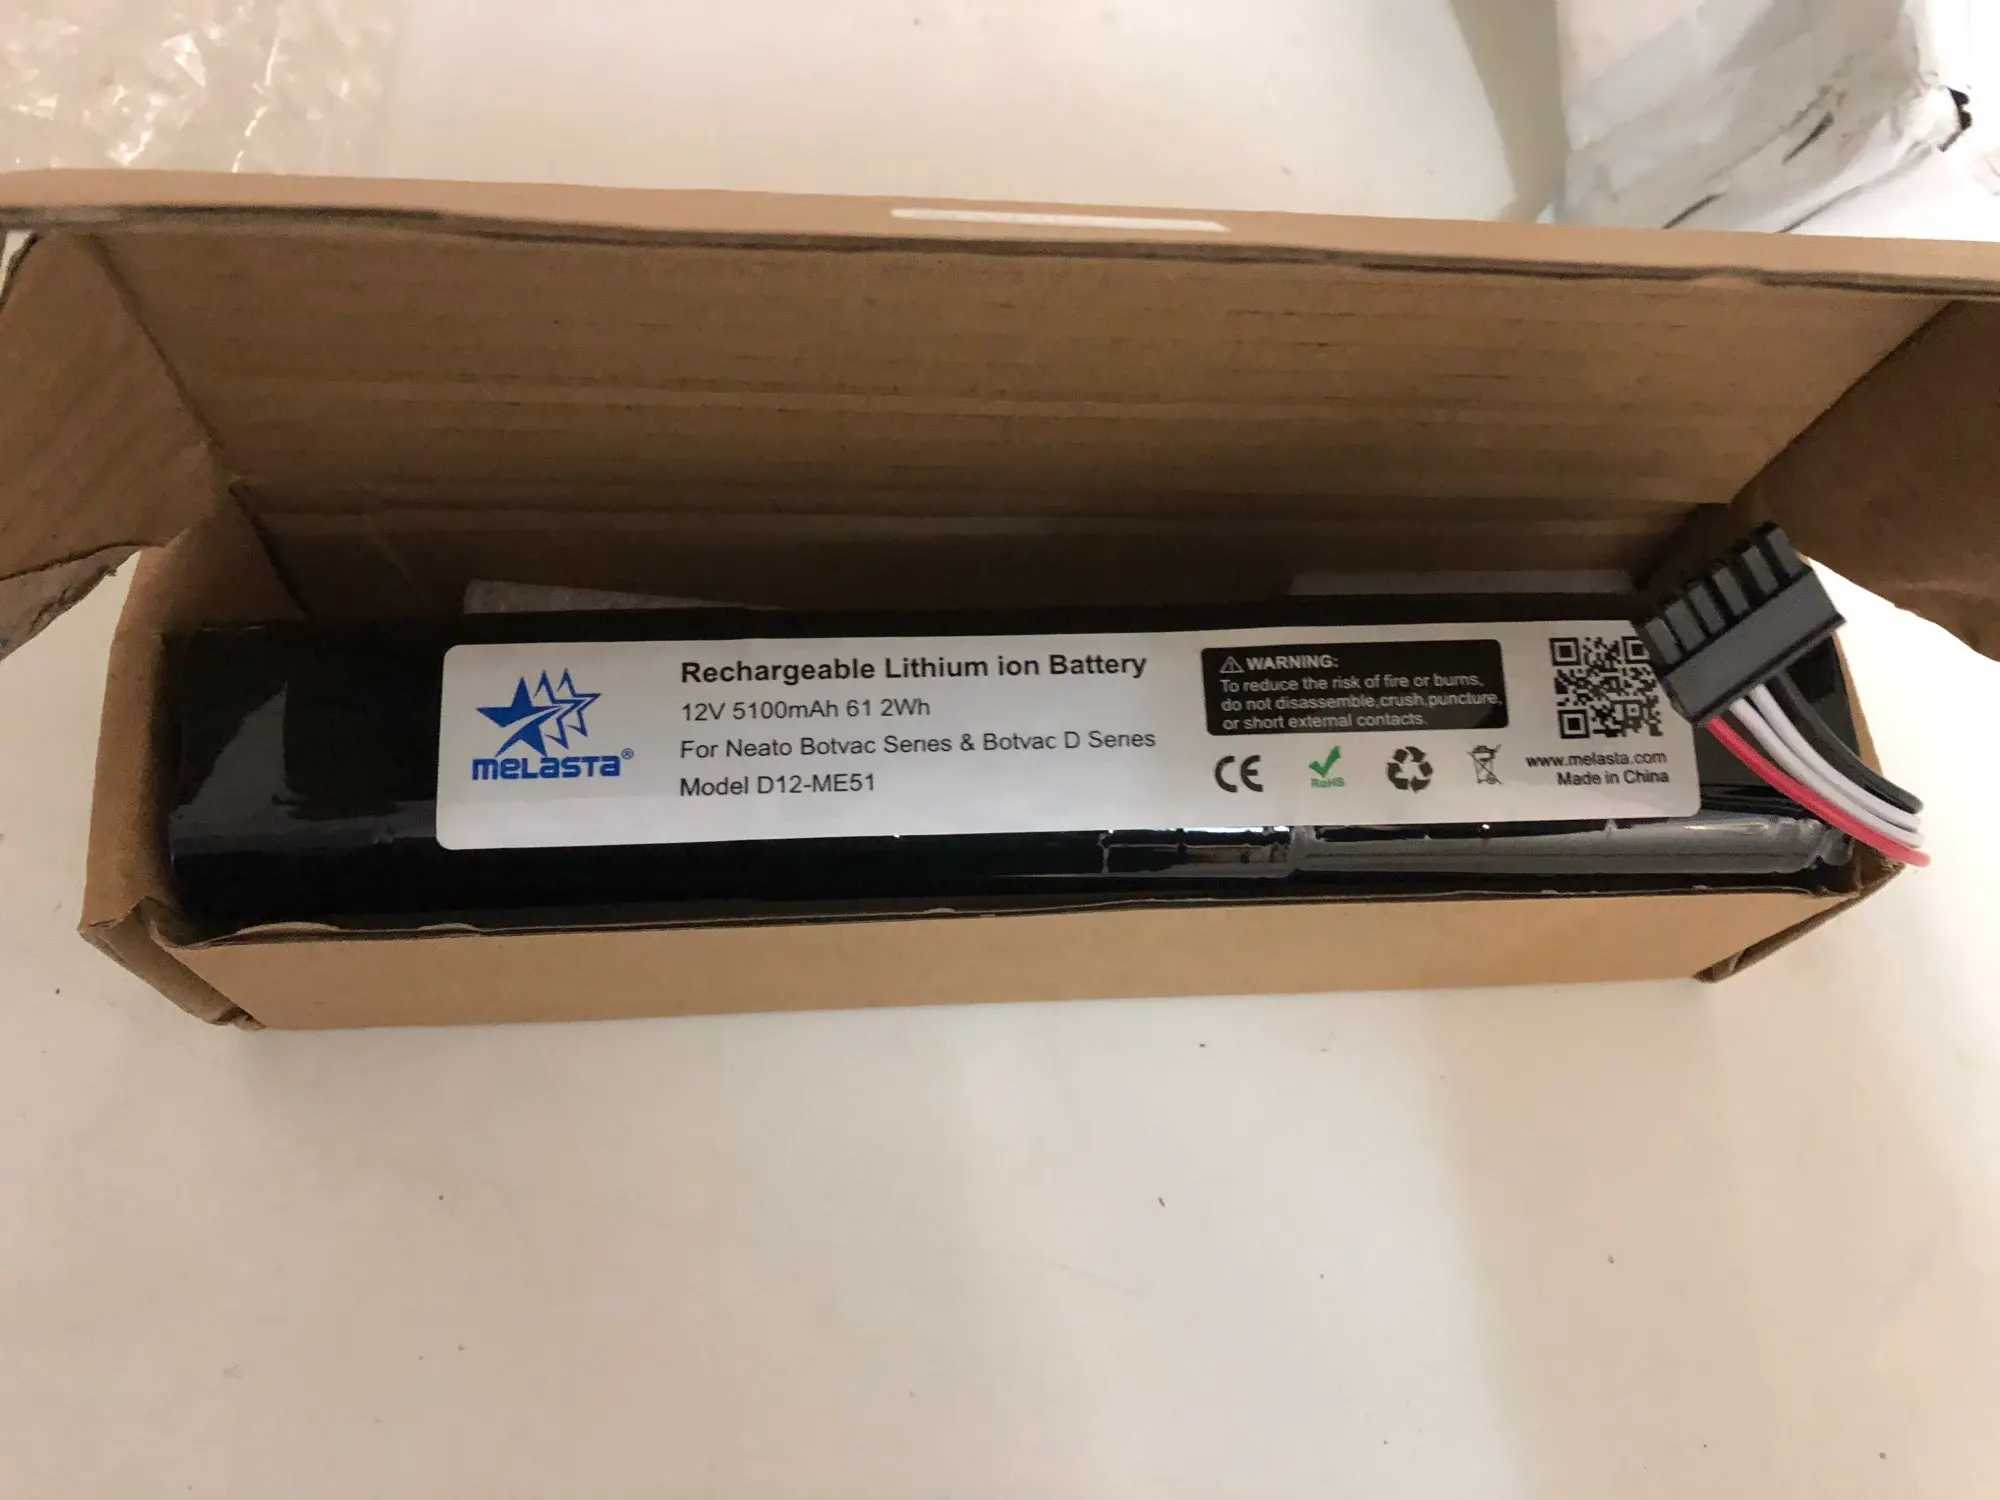 melasta®
Rechargeable Lithium ion Battery
12V 5100mAh 61 2Wh
For Neato Botvac Series & Botvac D Series
Model D12-ME51
WARNING:
To reduce the risk of fire or burns,
do not disassemble,crush,puncture,
or short external contacts.
CE
RoHS
www.melasta.com
Made in China